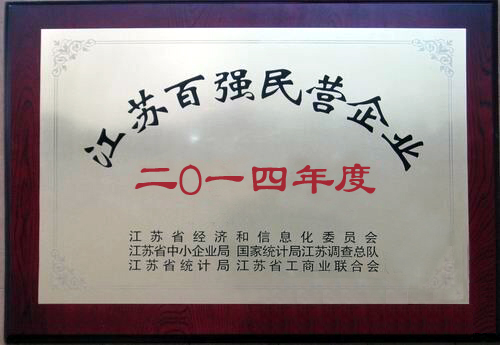 江苏百强民营企业
二〇一四年度
江苏省经济和信息化委员会
江苏省中小企业局 国家统计局江苏调查总队
江苏省统计局 江苏省工商业联合会